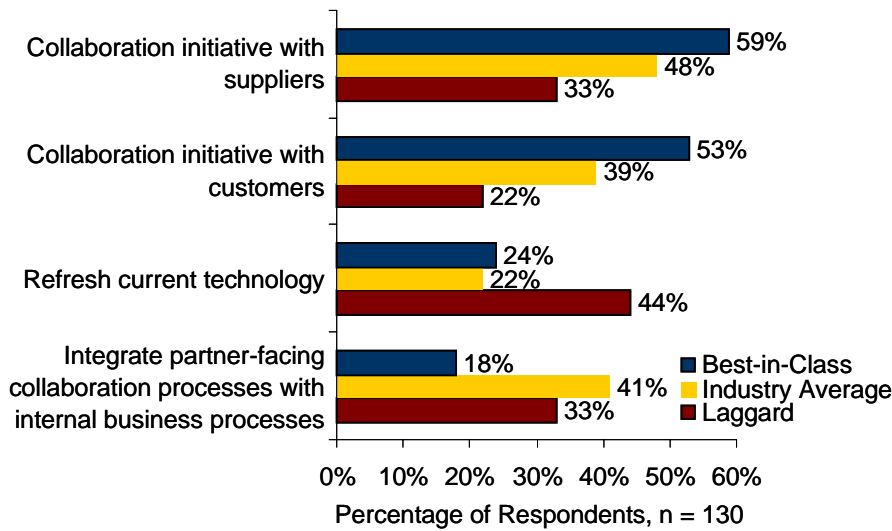 Collaboration initiative with
suppliers
59%
48%
33%
Collaboration initiative with
customers
53%
39%
22%
Refresh current technology
24%
22%
44%
Integrate partner-facing
collaboration processes with
internal business processes
18%
41%
33%
Best-in-Class
Industry Average
Laggard
0% 10% 20% 30% 40% 50% 60%
Percentage of Respondents, n = 130